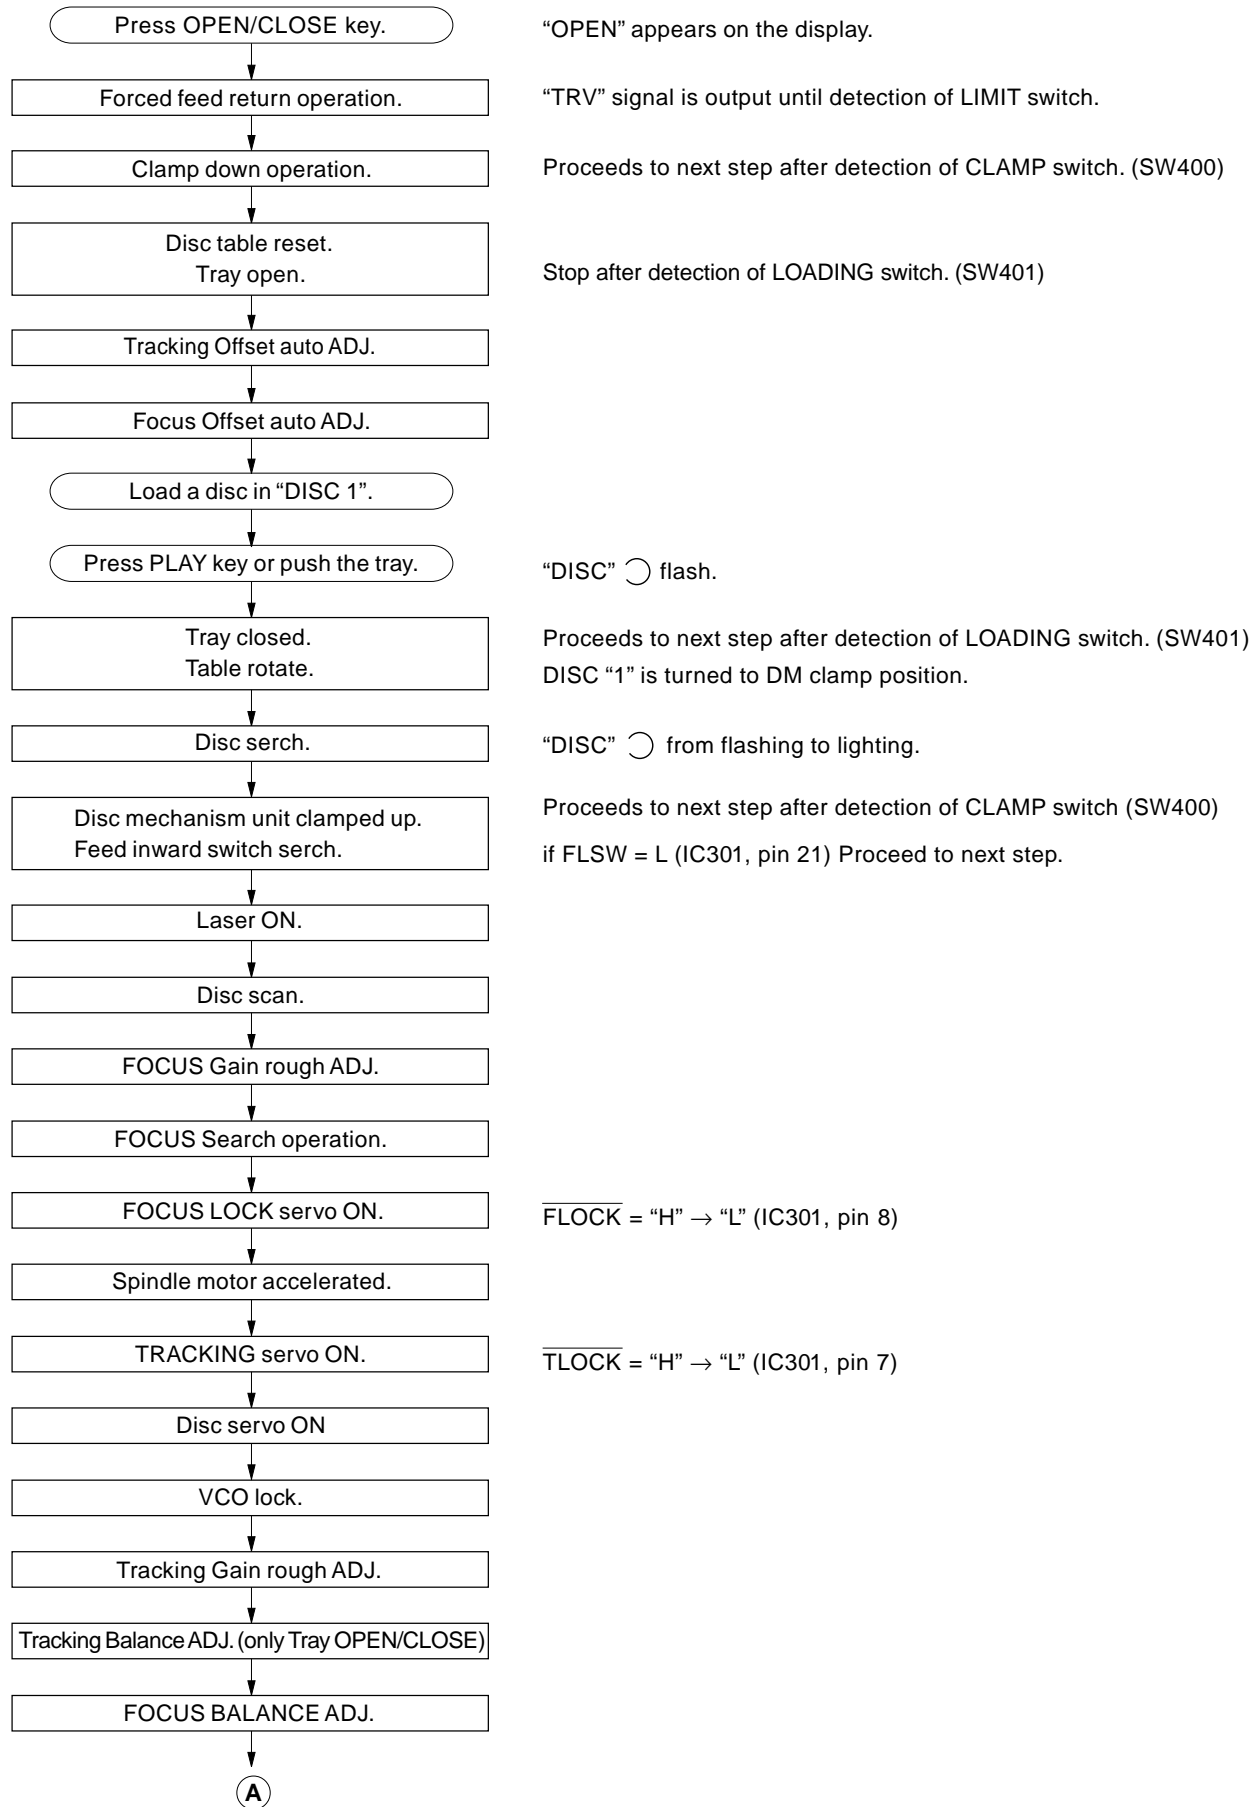 Press OPEN/CLOSE key.
“OPEN” appears on the display.
Forced feed return operation.
“TRV” signal is output until detection of LIMIT switch.
Clamp down operation.
Proceeds to next step after detection of CLAMP switch. (SW400)
Disc table reset.
Tray open.
Stop after detection of LOADING switch. (SW401)
Tracking Offset auto ADJ.
Focus Offset auto ADJ.
Load a disc in “DISC 1”.
Press PLAY key or push the tray.
“DISC” flash.
Tray closed.
Table rotate.
Proceeds to next step after detection of LOADING switch. (SW401)
DISC “1” is turned to DM clamp position.
Disc serch.
“DISC” from flashing to lighting.
Disc mechanism unit clamped up.
Feed inward switch serch.
Proceeds to next step after detection of CLAMP switch (SW400)
if FLSW = L (IC301, pin 21) Proceed to next step.
Laser ON.
Disc scan.
FOCUS Gain rough ADJ.
FOCUS Search operation.
FOCUS LOCK servo ON.
F̅L̅O̅C̅K̅ = “H” → “L” (IC301, pin 8)
Spindle motor accelerated.
TRACKING servo ON.
T̅L̅O̅C̅K̅ = “H” → “L” (IC301, pin 7)
Disc servo ON
VCO lock.
Tracking Gain rough ADJ.
Tracking Balance ADJ. (only Tray OPEN/CLOSE)
FOCUS BALANCE ADJ.
A